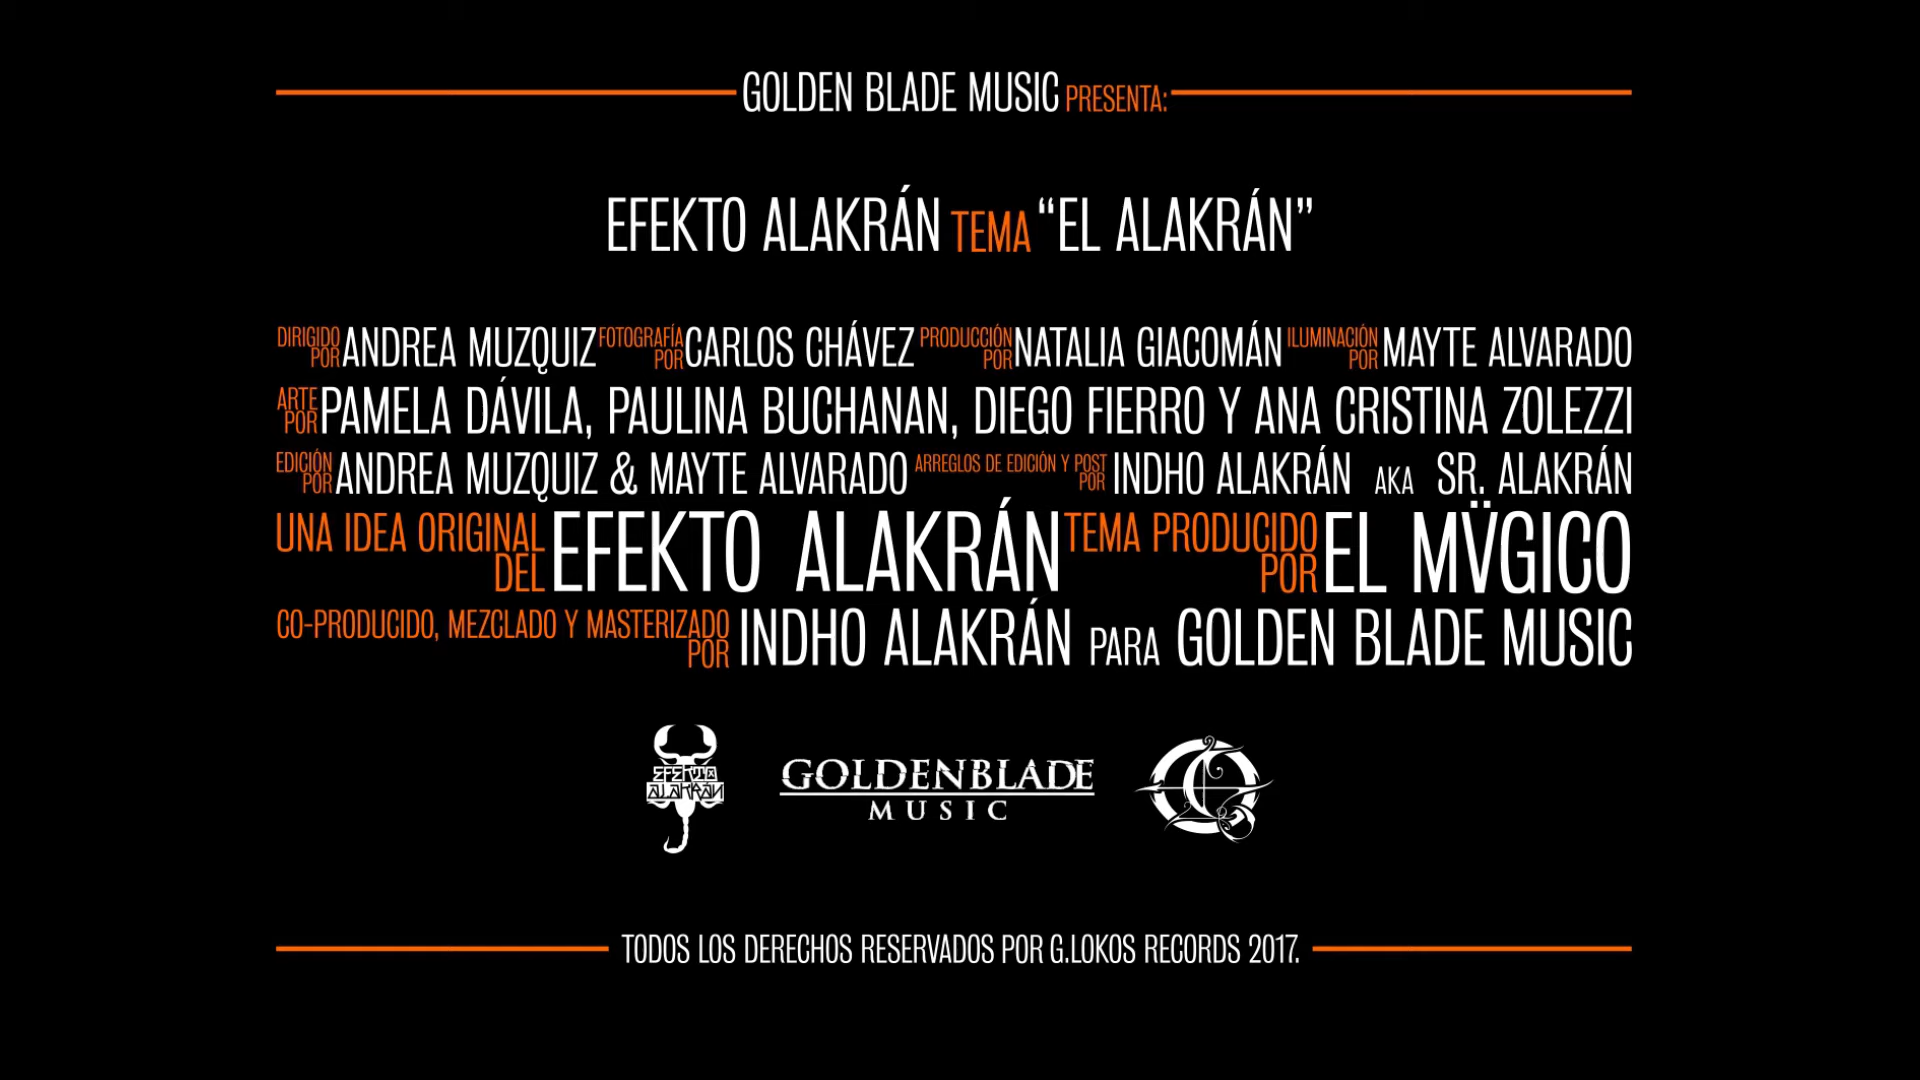 GOLDEN BLADE MUSIC PRESENTA:
EFEKTO ALAKRÁN TEMA “EL ALAKRÁN”
DIRIGIDO POR ANDREA MUZQUIZ FOTOGRAFÍA POR CARLOS CHÁVEZ PRODUCCIÓN POR NATALIA GIACOMÁN ILUMINACIÓN POR MAYTE ALVARADO
ARTE POR PAMELA DÁVILA, PAULINA BUCHANAN, DIEGO FIERRO Y ANA CRISTINA ZOLEZZI
EDICIÓN POR ANDREA MUZQUIZ & MAYTE ALVARADO ARREGLOS DE EDICIÓN Y POST POR INDHO ALAKRÁN AKA SR. ALAKRÁN
UNA IDEA ORIGINAL DEL EFEKTO ALAKRÁN TEMA PRODUCIDO POR EL MV̈GICO
CO-PRODUCIDO, MEZCLADO Y MASTERIZADO POR INDHO ALAKRÁN PARA GOLDEN BLADE MUSIC
EFEKTO
ALAKRÁN
GOLDENBLADE
MUSIC
TODOS LOS DERECHOS RESERVADOS POR G.LOKOS RECORDS 2017.